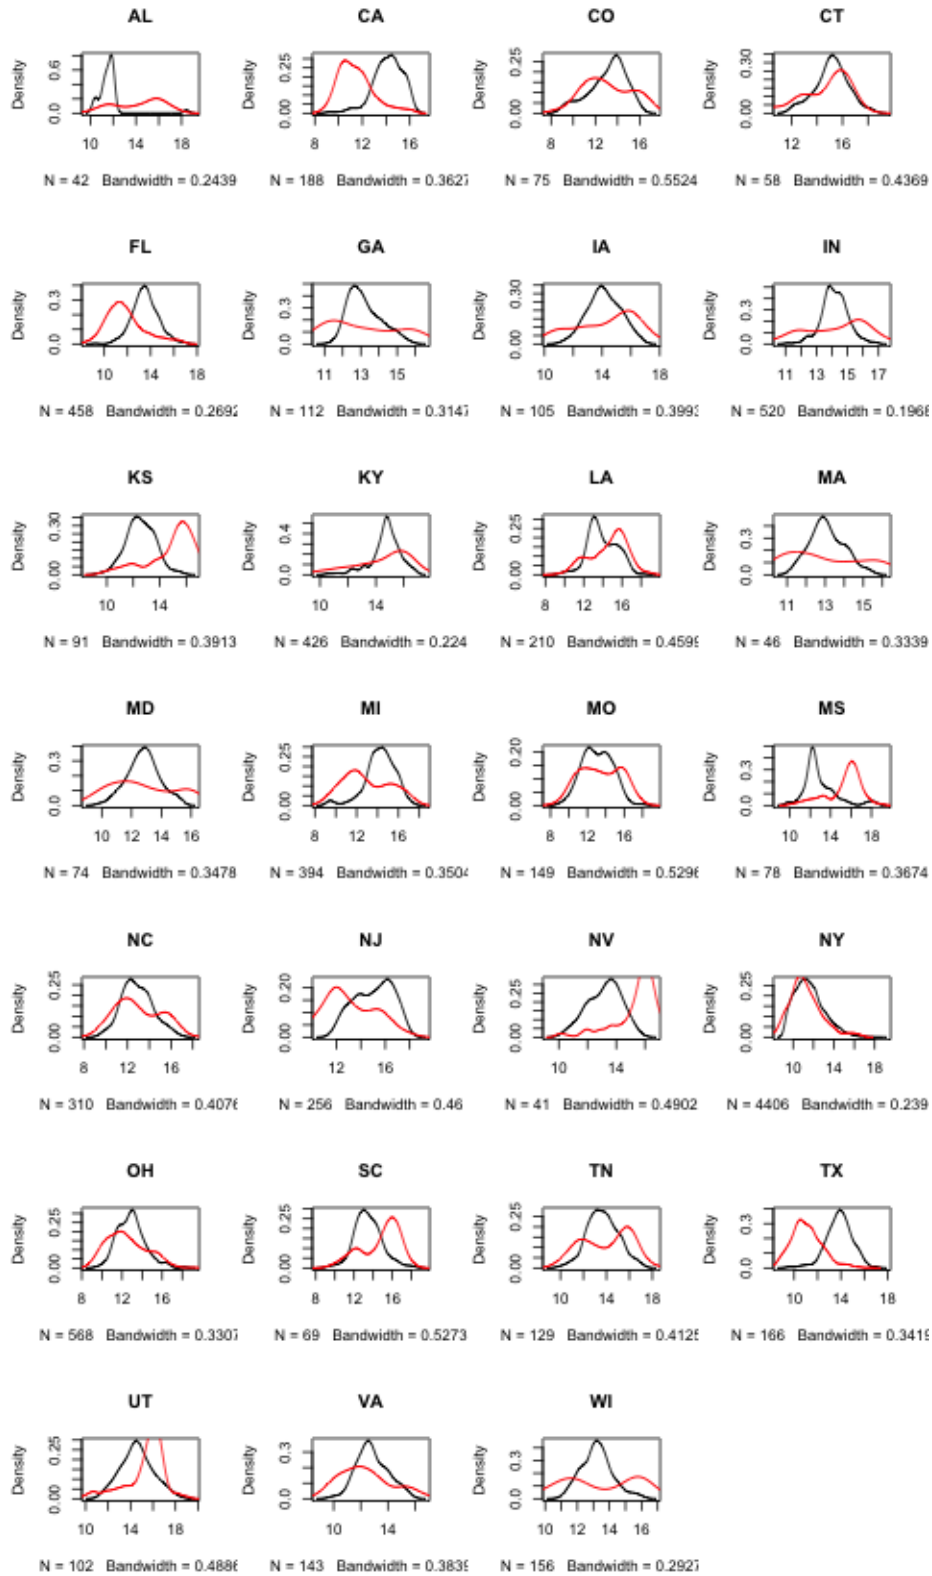 AL CA CO CT
Density 0.0 0.6 Density 0.00 0.25 Density 0.00 0.25 Density 0.00 0.30
10 14 18 8 12 16 8 12 16 12 16
N = 42 Bandwidth = 0.2439 N = 188 Bandwidth = 0.3627 N = 75 Bandwidth = 0.5524 N = 58 Bandwidth = 0.4369
FL GA IA IN
Density 0.0 0.3 Density 0.0 0.3 Density 0.00 0.30 Density 0.0 0.3
10 14 18 11 13 15 10 14 18 11 13 15 17
N = 458 Bandwidth = 0.2692 N = 112 Bandwidth = 0.3147 N = 105 Bandwidth = 0.3993 N = 520 Bandwidth = 0.1968
KS KY LA MA
Density 0.00 0.30 Density 0.0 0.4 Density 0.00 0.25 Density 0.0 0.3
10 14 10 14 8 12 16 11 13 15
N = 91 Bandwidth = 0.3913 N = 426 Bandwidth = 0.224 N = 210 Bandwidth = 0.4599 N = 46 Bandwidth = 0.3339
MD MI MO MS
Density 0.0 0.3 Density 0.00 0.25 Density 0.00 0.20 Density 0.0 0.3
10 12 14 16 8 12 16 8 12 16 10 14 18
N = 74 Bandwidth = 0.3478 N = 394 Bandwidth = 0.3504 N = 149 Bandwidth = 0.5296 N = 78 Bandwidth = 0.3674
NC NJ NV NY
Density 0.00 0.25 Density 0.00 0.20 Density 0.00 0.25 Density 0.00 0.25
8 12 16 12 16 10 14 10 14 18
N = 310 Bandwidth = 0.4076 N = 256 Bandwidth = 0.46 N = 41 Bandwidth = 0.4902 N = 4406 Bandwidth = 0.239
OH SC TN TX
Density 0.00 0.25 Density 0.00 0.25 Density 0.00 0.25 Density 0.0 0.3
8 12 16 8 12 16 10 14 18 10 14 18
N = 568 Bandwidth = 0.3307 N = 69 Bandwidth = 0.5273 N = 129 Bandwidth = 0.4125 N = 166 Bandwidth = 0.3419
UT VA WI
Density 0.00 0.25 Density 0.0 0.3 Density 0.0 0.3
10 14 18 10 14 10 12 14 16
N = 102 Bandwidth = 0.4886 N = 143 Bandwidth = 0.3839 N = 156 Bandwidth = 0.2927